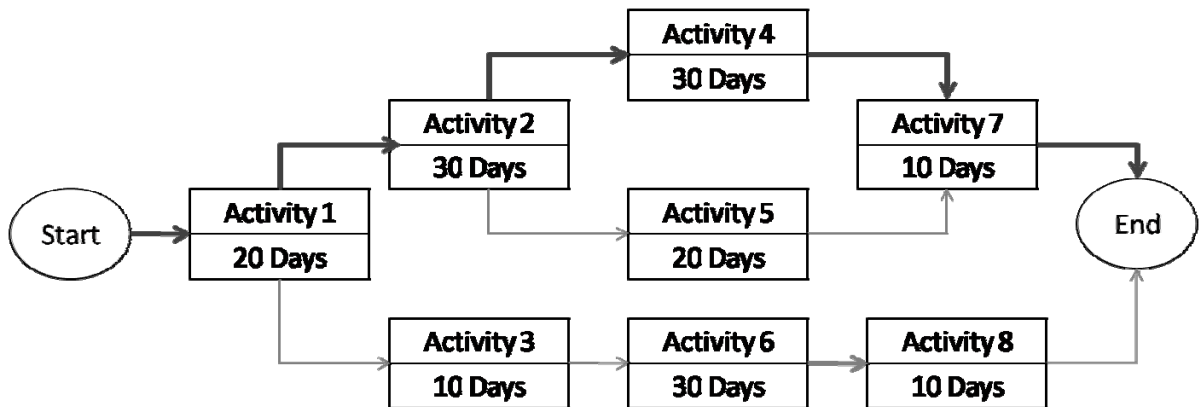 Activity 4
30 Days
Activity 2
30 Days
Activity 7
10 Days
Start
Activity 1
20 Days
Activity 5
20 Days
End
Activity 3
10 Days
Activity 6
30 Days
Activity 8
10 Days